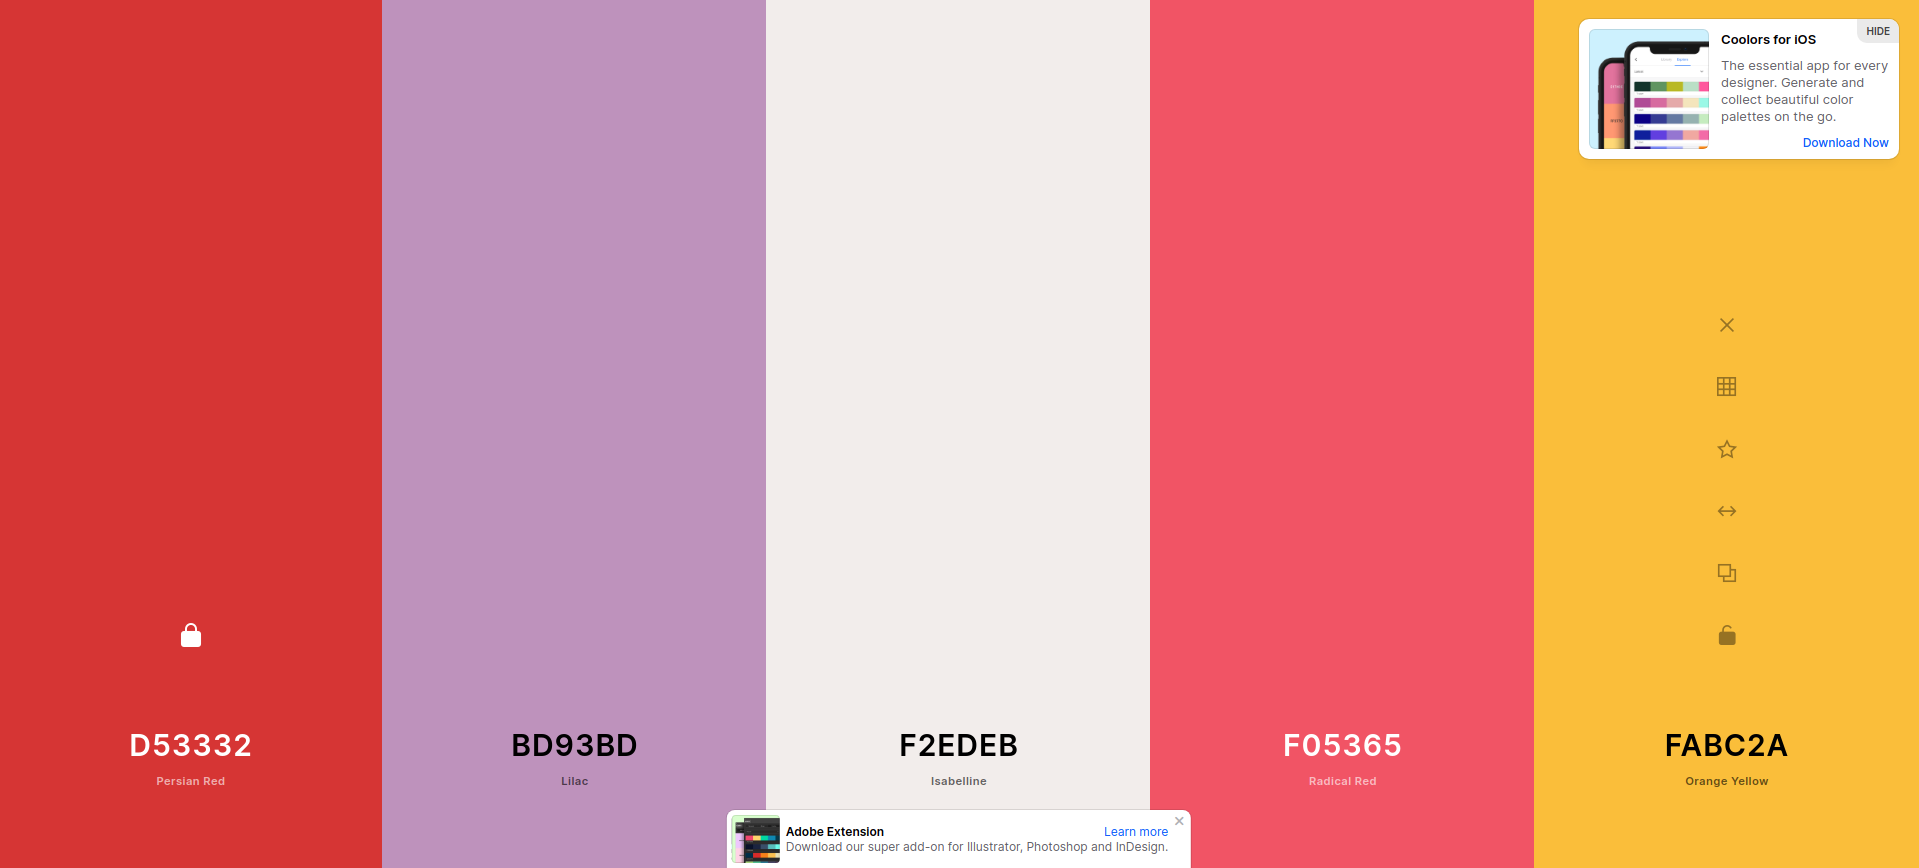 HIDE
Coolors for iOS
The essential app for every
designer. Generate and
collect beautiful color
palettes on the go.
Download Now
D53332
Persian Red
BD93BD
Lilac
F2EDEB
Isabelline
F05365
Radical Red
FABC2A
Orange Yellow
Adobe Extension
Learn more
Download our super add-on for Illustrator, Photoshop and InDesign.